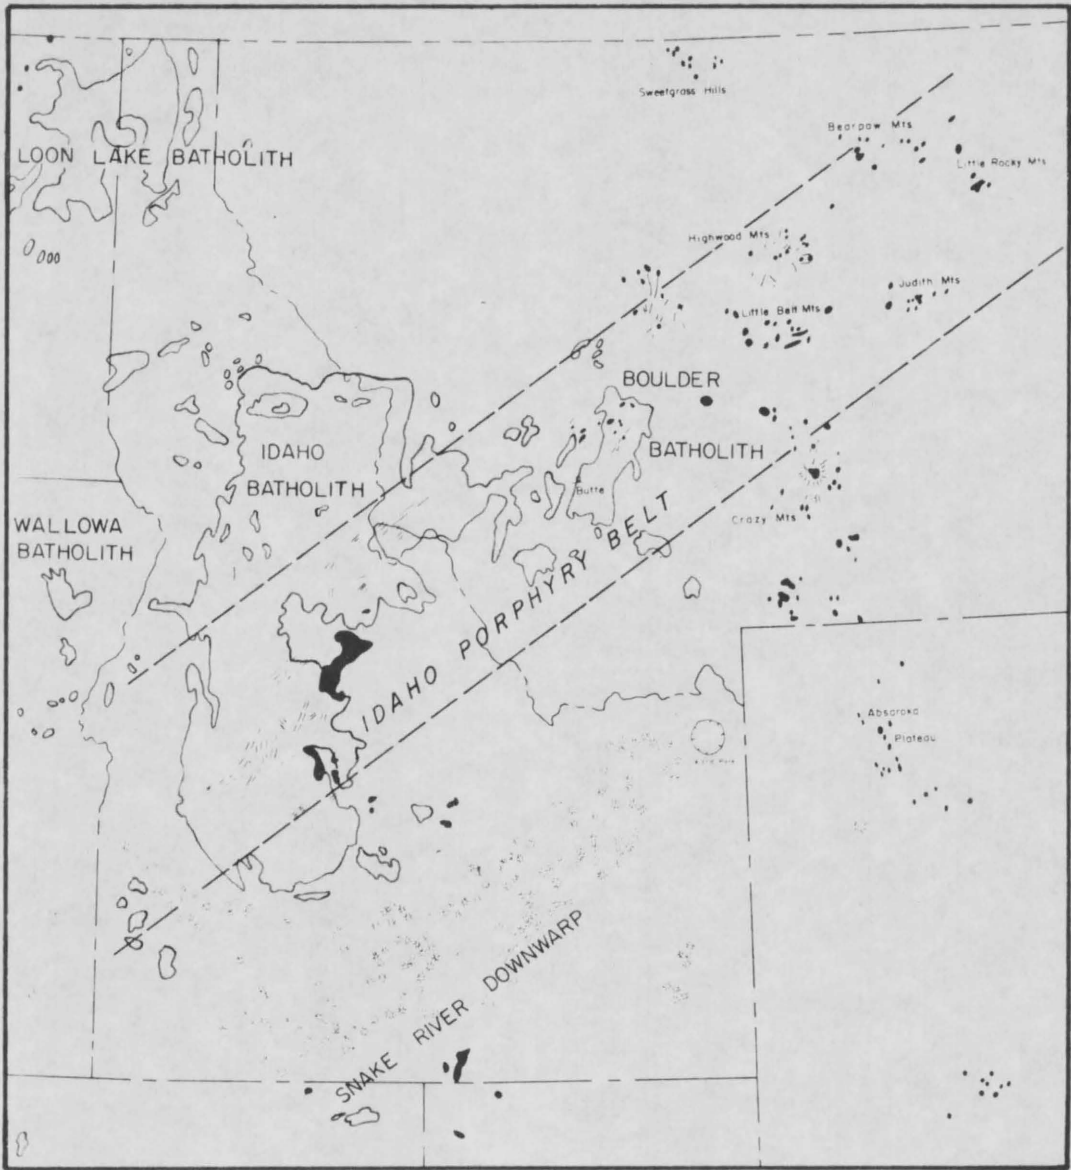 Sweetgrass Hills
Bearpaw Mts.
LOON LAKE BATHOLITH
Little Rocky Mts
Highwood Mts.
Judith Mts
Little Belt Mts.
BOULDER
BATHOLITH
IDAHO
BATHOLITH
Butte
Crazy Mts
WALLOWA
BATHOLITH
IDAHO PORPHYRY BELT
Absaroka
Plateau
SNAKE RIVER DOWNWARP